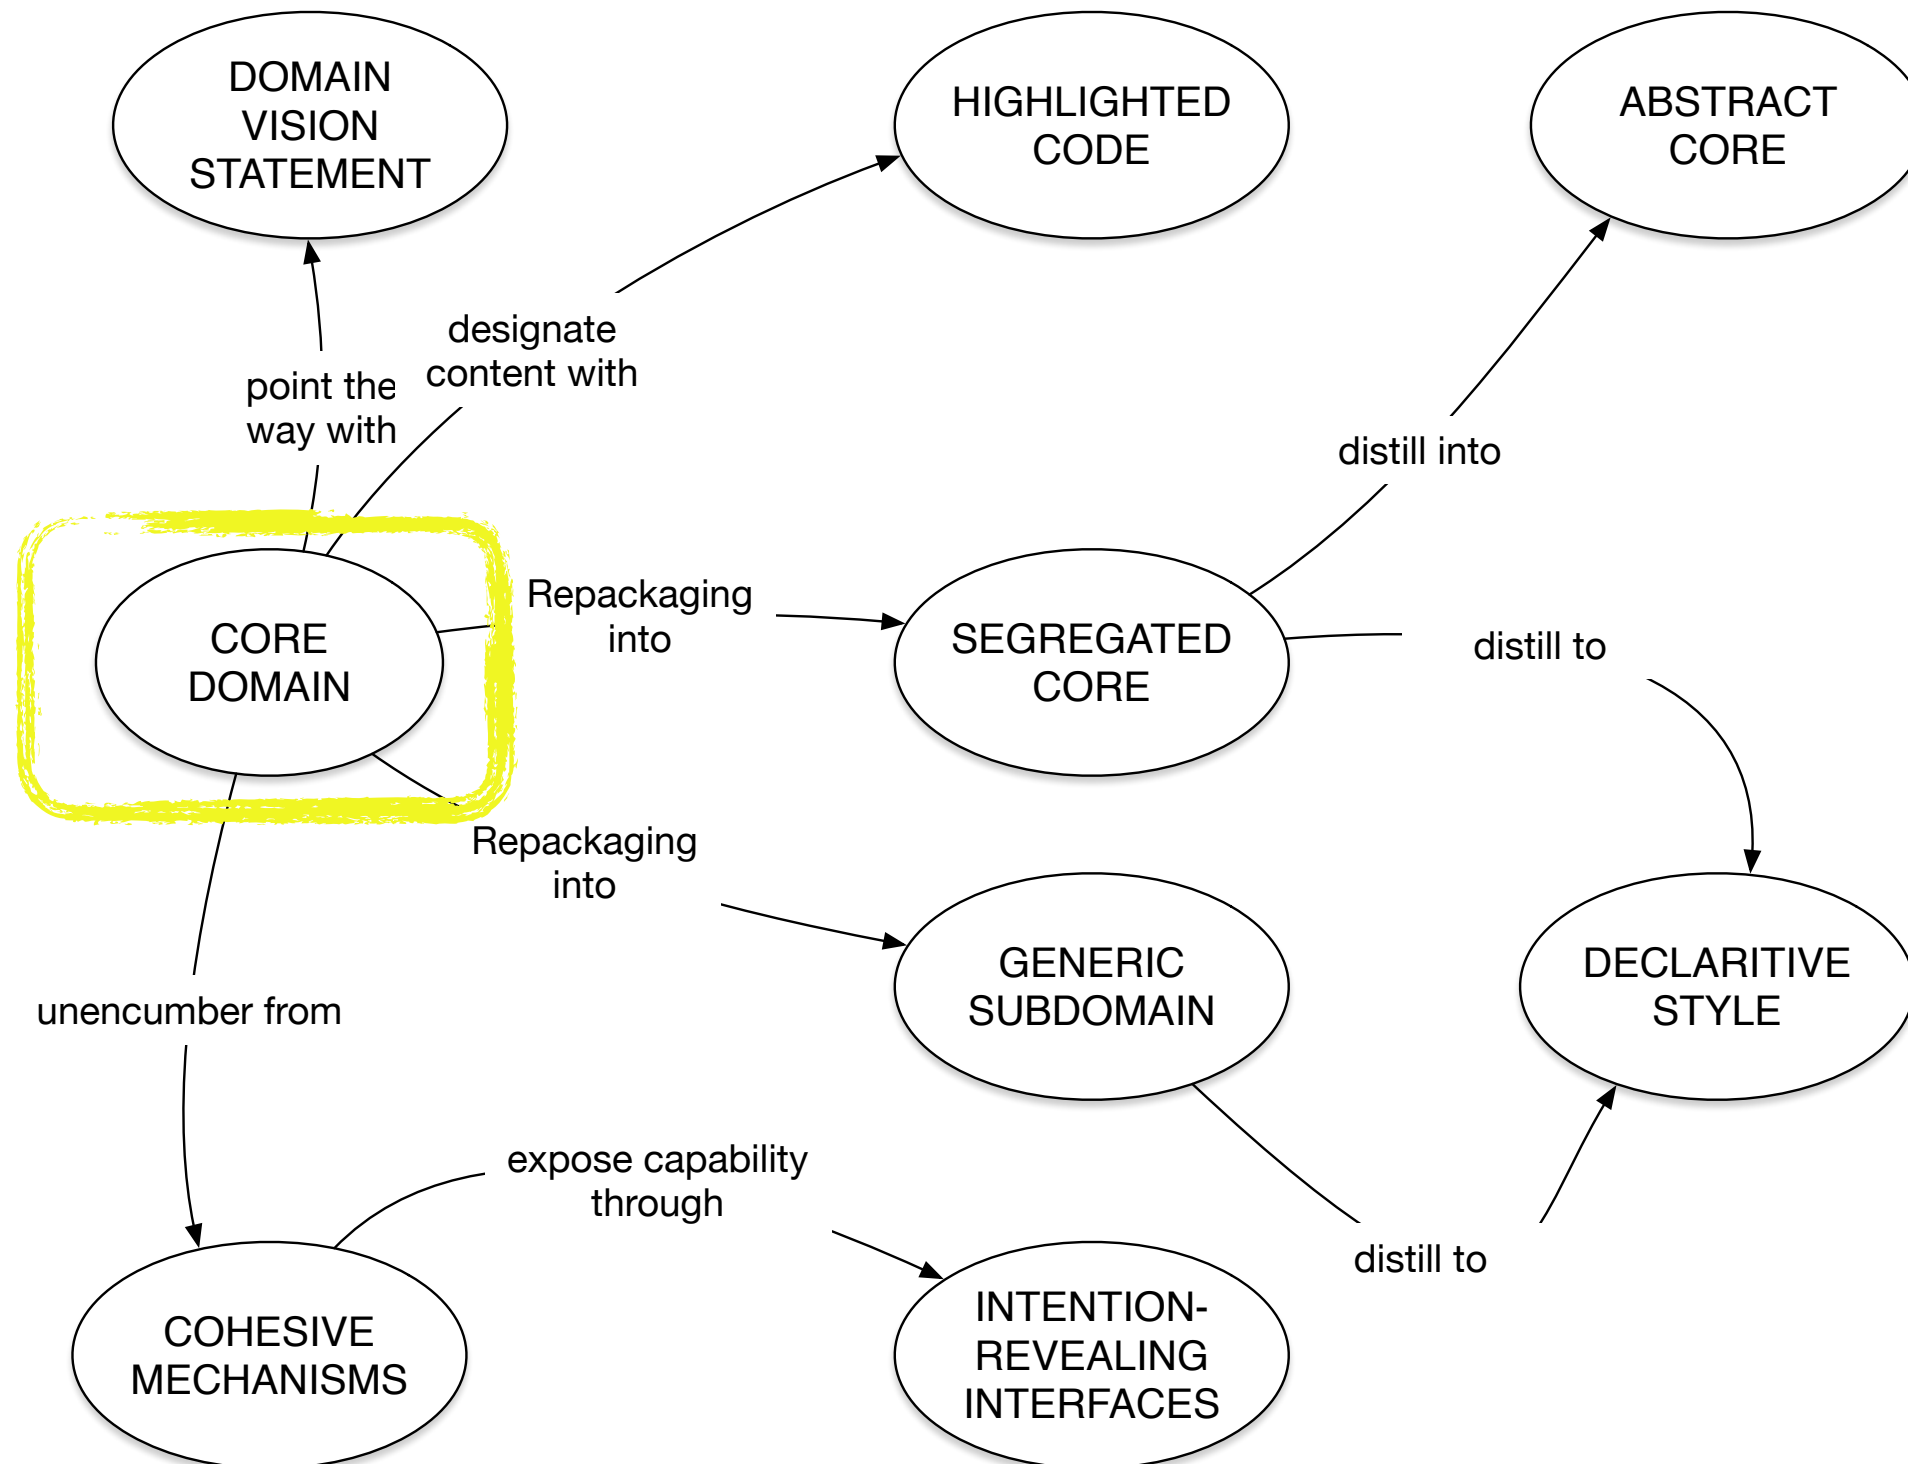 DOMAIN
VISION
STATEMENT
HIGHLIGHTED
CODE
ABSTRACT
CORE
designate
content with
point the
way with
distill into
CORE
DOMAIN
Repackaging
into
SEGREGATED
CORE
distill to
Repackaging
into
GENERIC
SUBDOMAIN
DECLARITIVE
STYLE
unencumber from
expose capability
through
distill to
COHESIVE
MECHANISMS
INTENTION-
REVEALING
INTERFACES